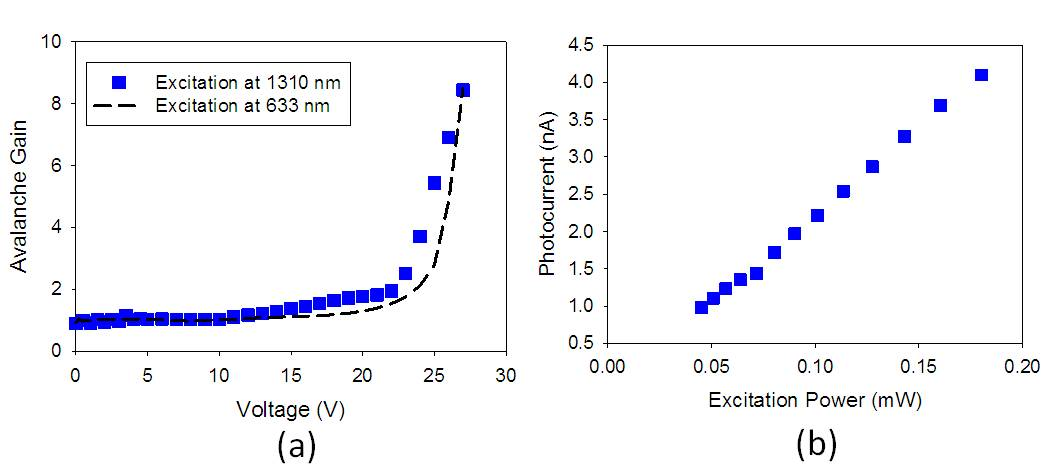 10
8
6
4
2
0
Avalanche Gain
Excitation at 1310 nm
Excitation at 633 nm
0 5 10 15 20 25 30
Voltage (V)
(a)
4.5
4.0
3.5
3.0
2.5
2.0
1.5
1.0
0.5
Photocurrent (nA)
0.00 0.05 0.10 0.15 0.20
Excitation Power (mW)
(b)